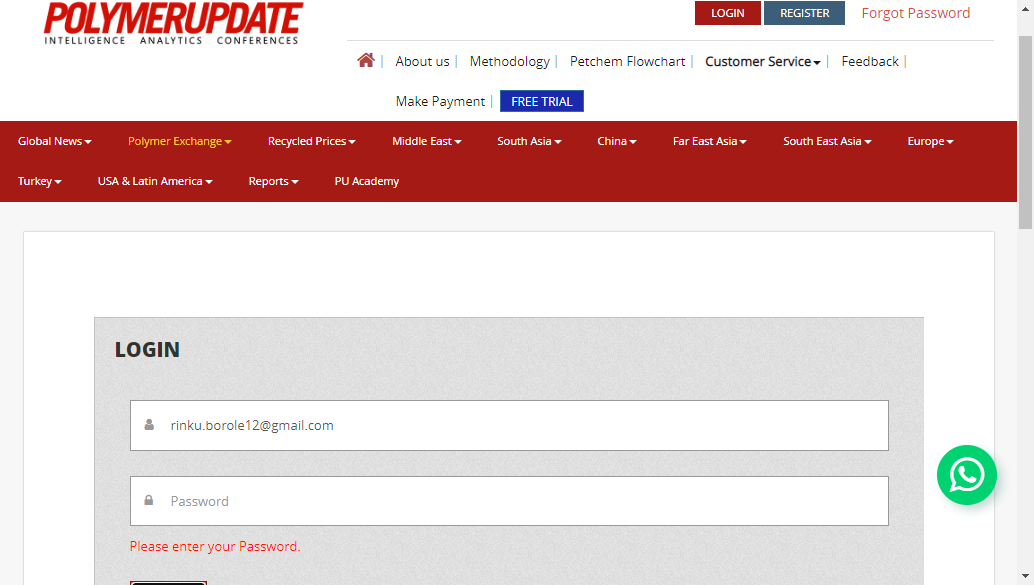 POLYMERUPDATE
INTELLIGENCE ANALYTICS CONFERENCES
LOGIN REGISTER Forgot Password
About us Methodology Petchem Flowchart Customer Service Feedback
Make Payment FREE TRIAL
Global News Polymer Exchange Recycled Prices Middle East South Asia China Far East Asia South East Asia Europe
Turkey USA & Latin America Reports PU Academy
LOGIN
rinku.borole12@gmail.com
Password
Please enter your Password.